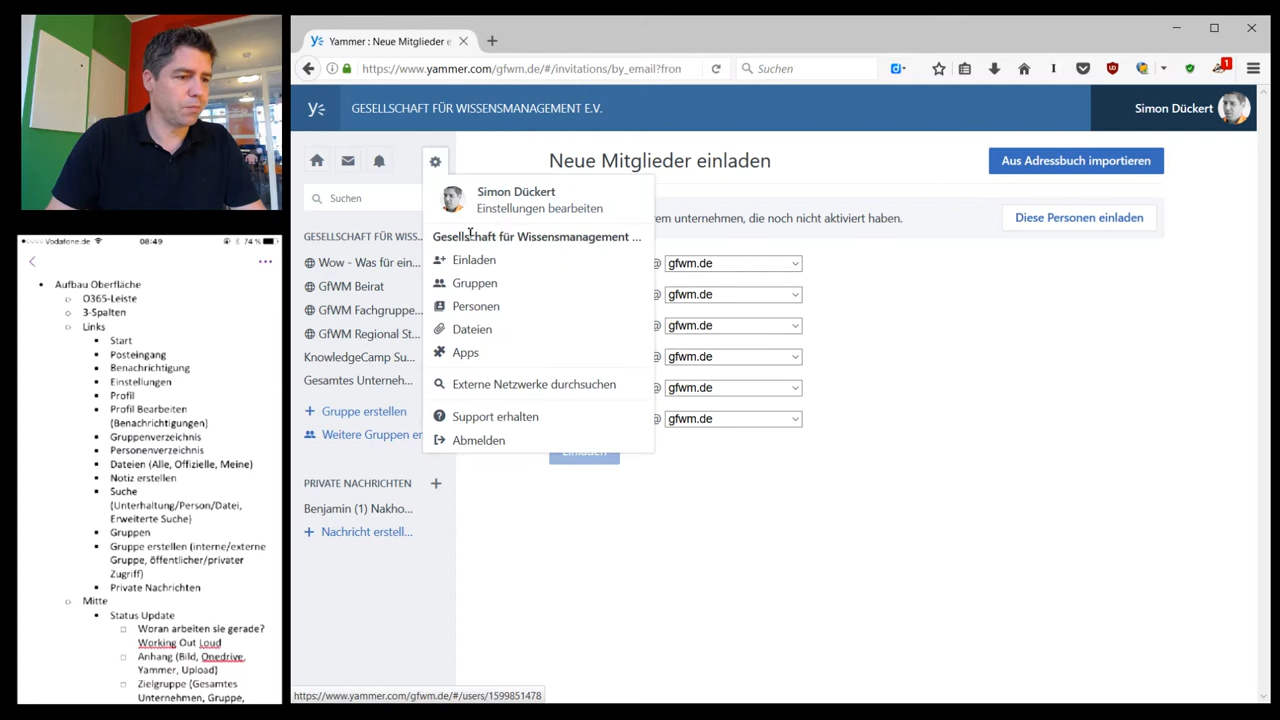 Vodafone.de
08:49
74 %
Aufbau Oberfläche
O365-Leiste
3-Spalten
Links
Start
Posteingang
Benachrichtigung
Einstellungen
Profil
Profil Bearbeiten
(Benachrichtigungen)
Gruppenverzeichnis
Personenverzeichnis
Dateien (Alle, Offizielle, Meine)
Notiz erstellen
Suche
(Unterhaltung/Person/Datei,
Erweiterte Suche)
Gruppen
Gruppe erstellen (interne/externe
Gruppe, öffentlicher/privater
Zugriff)
Private Nachrichten
Mitte
Status Update
Woran arbeiten sie gerade?
Working Out Loud
Anhang (Bild, Onedrive,
Yammer, Upload)
Zielgruppe (Gesamtes
Unternehmen, Gruppe,
Yammer : Neue Mitglieder e
https://www.yammer.com/gfwm.de/#/invitations/by_email?fron
Suchen
1
GESELLSCHAFT FÜR WISSENSMANAGEMENT E.V.
Simon Dückert
Suchen
GESELLSCHAFT FÜR WISS...
Wow - Was für ein...
GfWM Beirat
GfWM Fachgruppe...
GfWM Regional St...
KnowledgeCamp Su...
Gesamtes Unterneh...
+ Gruppe erstellen
Weitere Gruppen er
PRIVATE NACHRICHTEN +
Benjamin (1) Nakho...
+ Nachricht erstell...
Simon Dückert
Einstellungen bearbeiten
Gesellschaft für Wissensmanagement ...
Einladen
Gruppen
Personen
Dateien
Apps
Externe Netzwerke durchsuchen
Support erhalten
Abmelden
Neue Mitglieder einladen
Aus Adressbuch importieren
em unternehmen, die noch nicht aktiviert haben.
Diese Personen einladen
@ gfwm.de
@ gfwm.de
@ gfwm.de
@ gfwm.de
@ gfwm.de
@ gfwm.de
Einladen
https://www.yammer.com/gfwm.de/#/users/1599851478